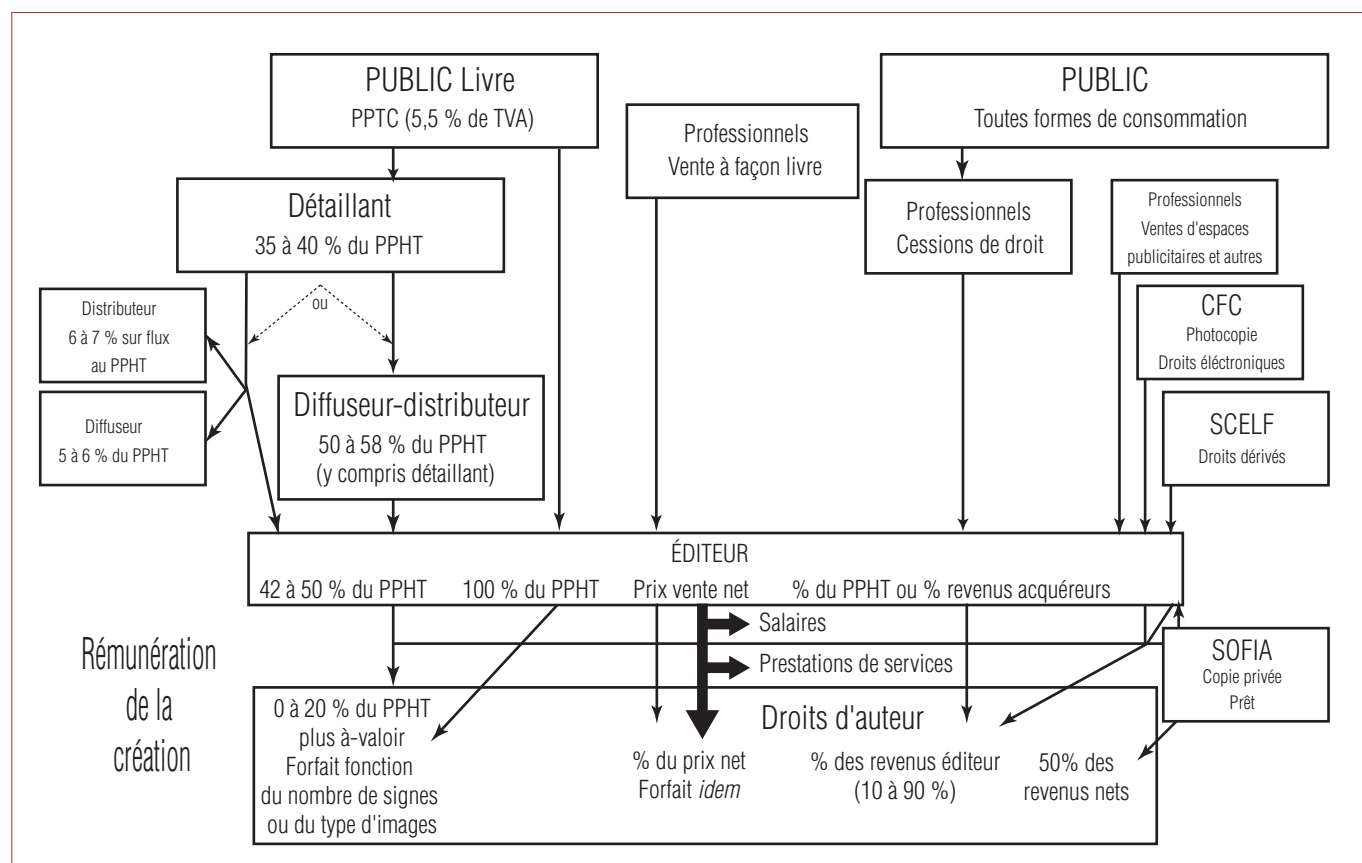 PUBLIC Livre
PPTC (5,5 % de TVA)
Professionnels
Vente à façon livre
PUBLIC
Toutes formes de consommation
Détaillant
35 à 40 % du PPHT
Professionnels
Cessions de droit
Professionnels
Ventes d'espaces
publicitaires et autres
ou
Distributeur
6 à 7 % sur flux
au PPHT
Diffuseur
5 à 6 % du PPHT
Diffuseur-distributeur
50 à 58 % du PPHT
(y compris détaillant)
CFC
Photocopie
Droits éléctroniques
SCELF
Droits dérivés
ÉDITEUR
42 à 50 % du PPHT 100 % du PPHT Prix vente net % du PPHT ou % revenus acquéreurs
Salaires
Prestations de services
SOFIA
Copie privée
Prêt
Rémunération
de la
création
Droits d'auteur
0 à 20 % du PPHT
plus à-valoir
Forfait fonction
du nombre de signes
ou du type d'images
% du prix net
Forfait idem
% des revenus éditeur
(10 à 90 %)
50% des
revenus nets